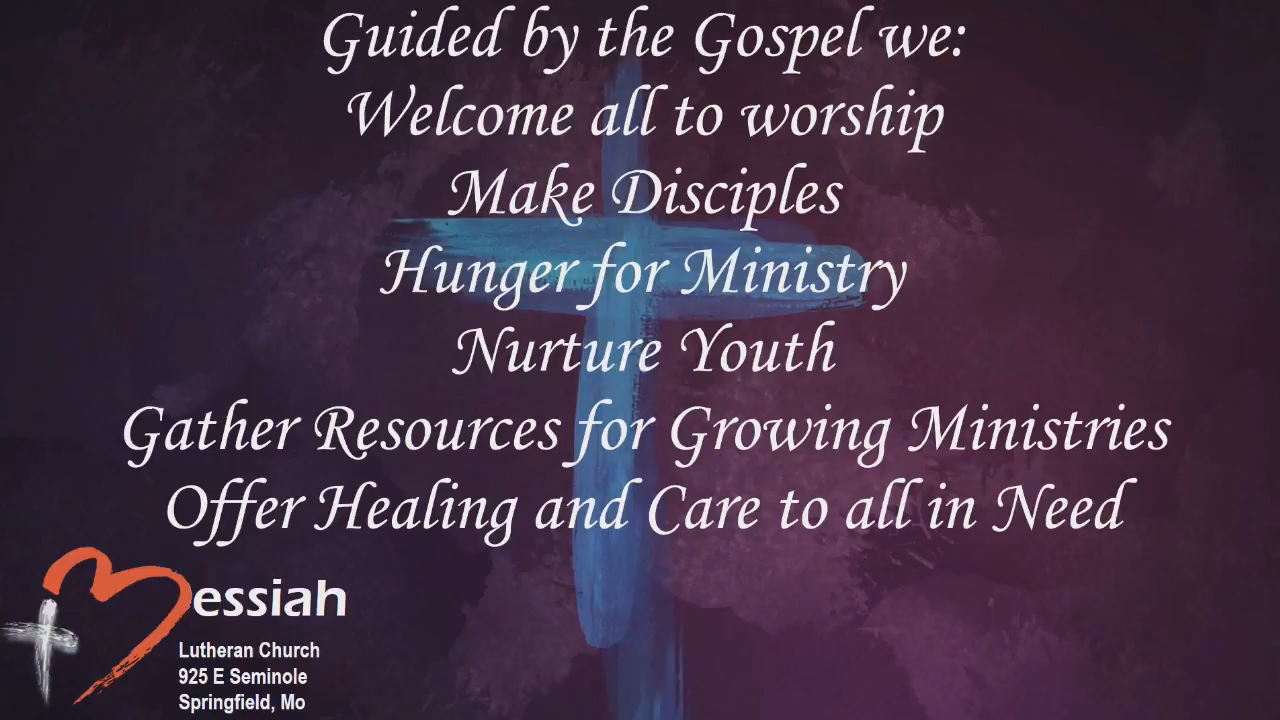 Guided by the Gospel we:
Welcome all to worship
Make Disciples
Hunger for Ministry
Nurture Youth
Gather Resources for Growing Ministries
Offer Healing and Care to all in Need
Messiah
Lutheran Church
925 E Seminole
Springfield, Mo